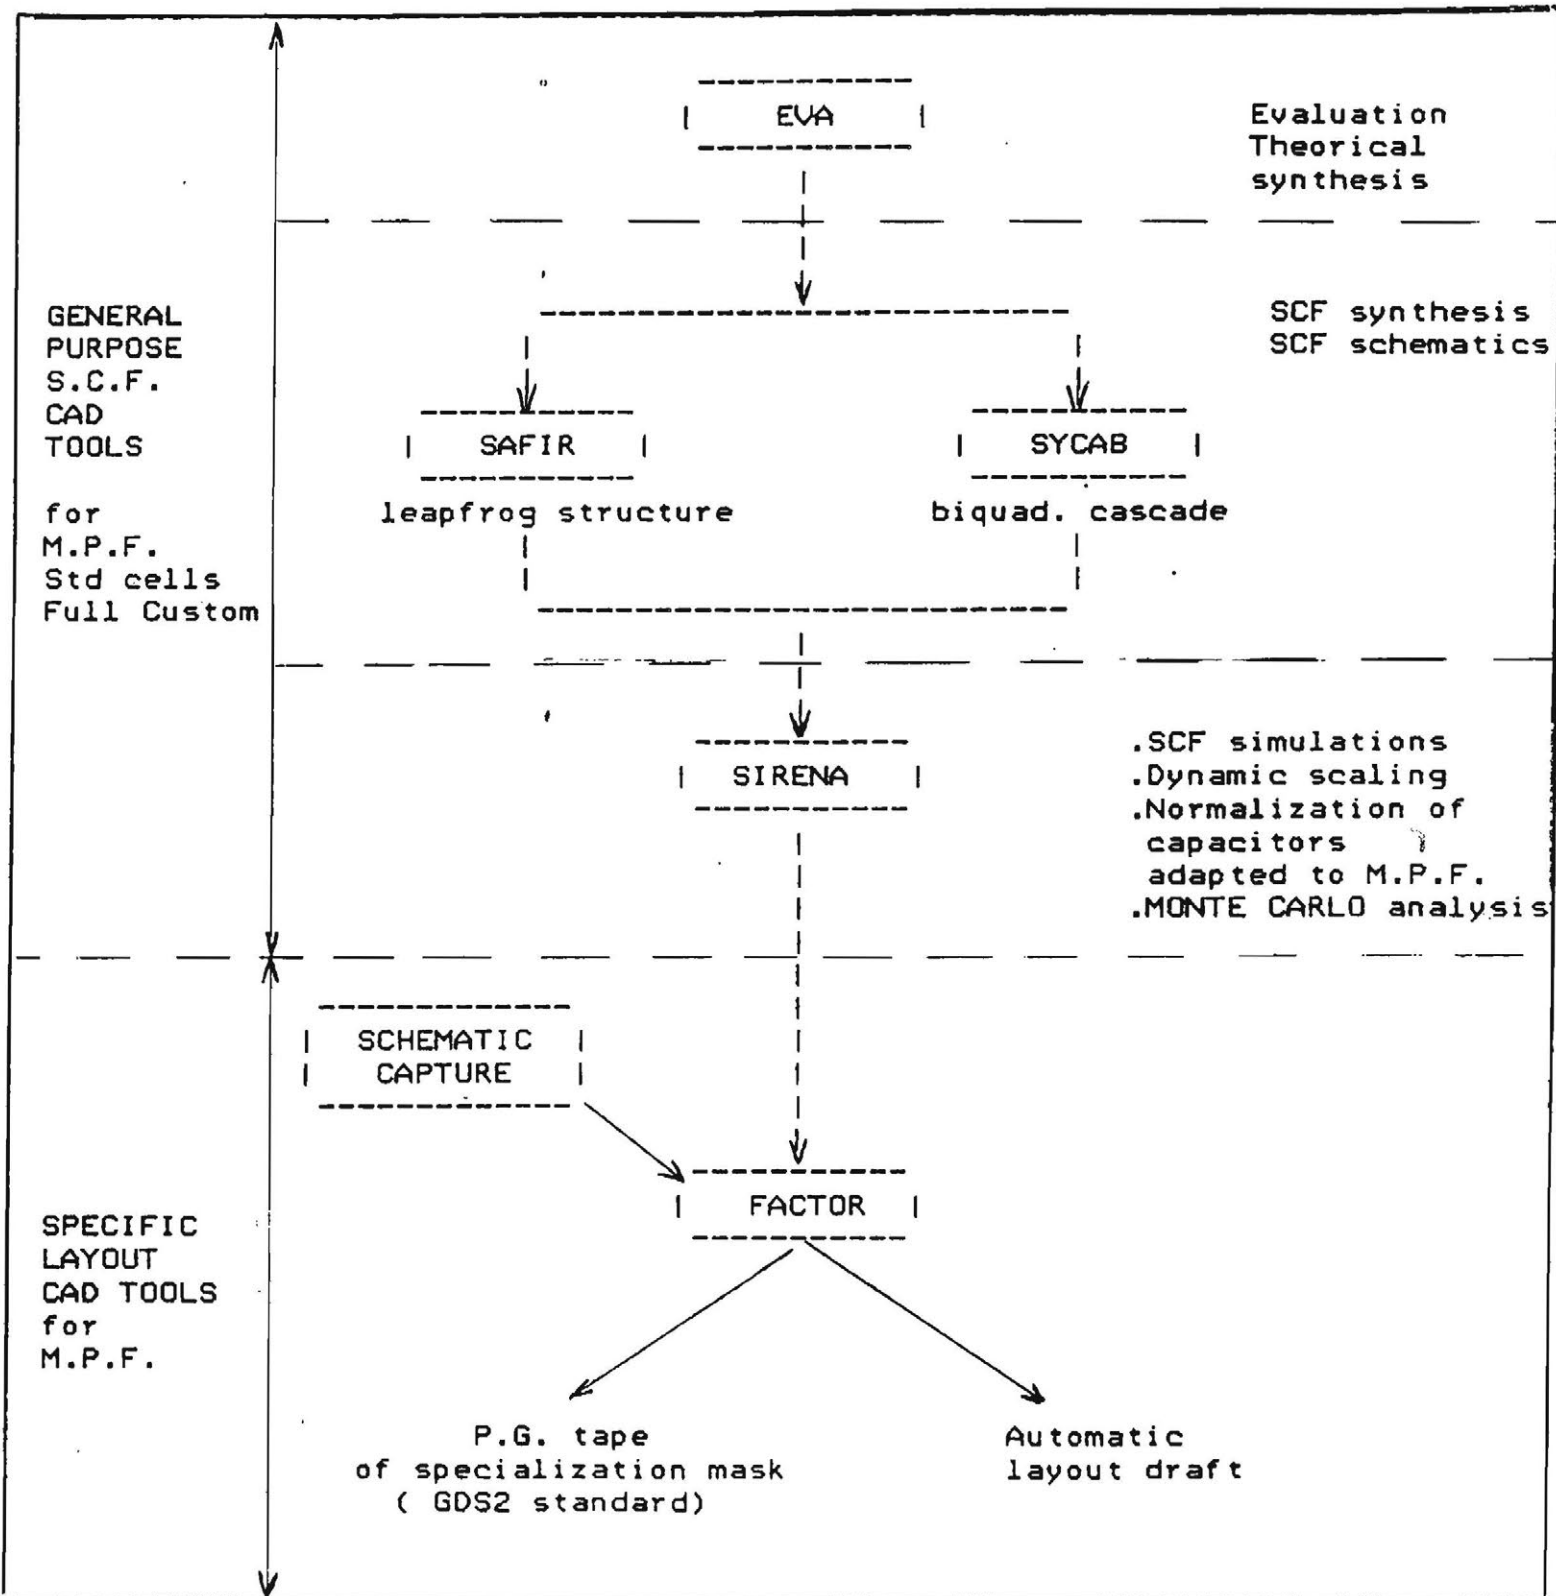 EVA
Evaluation
Theorical
synthesis
GENERAL
PURPOSE
S.C.F.
CAD
TOOLS
for
M.P.F.
Std cells
Full Custom
SCF synthesis
SCF schematics
SAFIR
leapfrog structure
SYCAB
biquad. cascade
SIRENA
.SCF simulations
.Dynamic scaling
.Normalization of
capacitors
adapted to M.P.F.
.MONTE CARLO analysis
SCHEMATIC
CAPTURE
FACTOR
SPECIFIC
LAYOUT
CAD TOOLS
for
M.P.F.
P.G. tape
of specialization mask
( GDS2 standard)
Automatic
layout draft